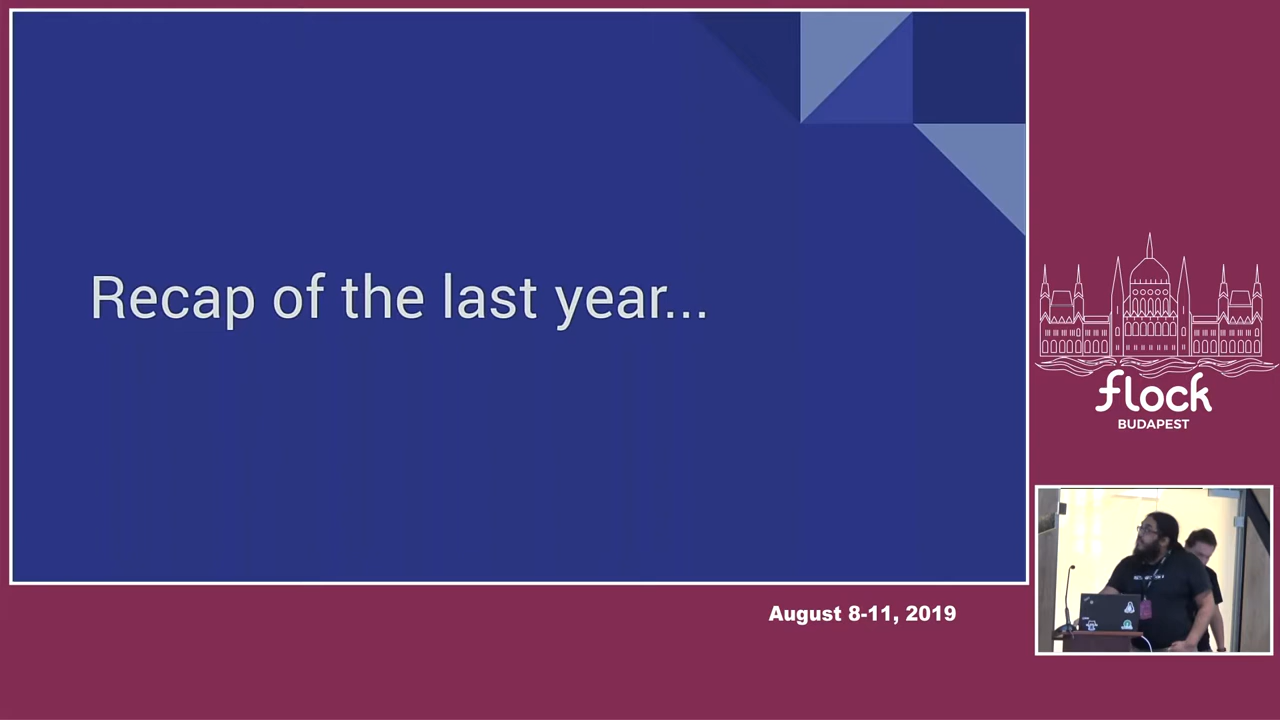 Recap of the last year...
flock
BUDAPEST
August 8-11, 2019